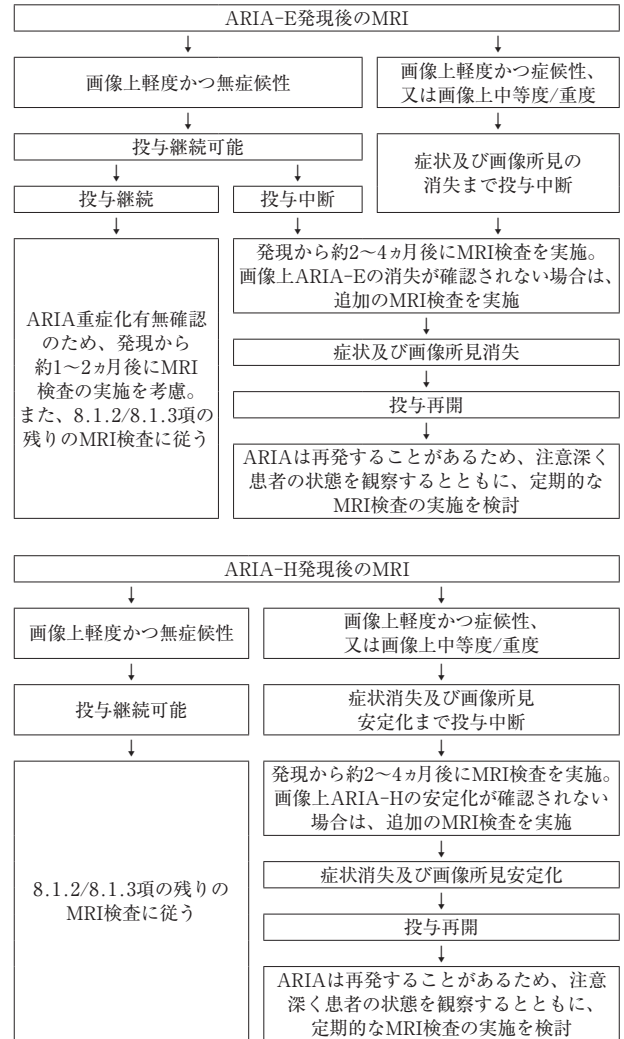 ARIA-E発現後のMRI
↓ ↓
画像上軽度かつ無症候性
画像上軽度かつ症候性、
又は画像上中等度/重度
↓ ↓
投与継続可能
症状及び画像所見の
消失まで投与中断
↓ ↓
投与継続
投与中断
↓ ↓ ↓
ARIA重症化有無確認
のため、発現から
約1～2ヵ月後にMRI
検査の実施を考慮。
また、8.1.2/8.1.3項の
残りのMRI検査に従う
発現から約2～4ヵ月後にMRI検査を実施。
画像上ARIA-Eの消失が確認されない場合は、
追加のMRI検査を実施
↓
症状及び画像所見消失
↓
投与再開
↓
ARIAは再発することがあるため、注意深く
患者の状態を観察するとともに、定期的な
MRI検査の実施を検討
ARIA-H発現後のMRI
↓ ↓
画像上軽度かつ無症候性
画像上軽度かつ症候性、
又は画像上中等度/重度
↓ ↓
投与継続可能
症状消失及び画像所見
安定化まで投与中断
↓ ↓
8.1.2/8.1.3項の残りの
MRI検査に従う
発現から約2～4ヵ月後にMRI検査を実施。
画像上ARIA-Hの安定化が確認されない
場合は、追加のMRI検査を実施
↓
症状消失及び画像所見安定化
↓
投与再開
↓
ARIAは再発することがあるため、注意
深く患者の状態を観察するとともに、
定期的なMRI検査の実施を検討